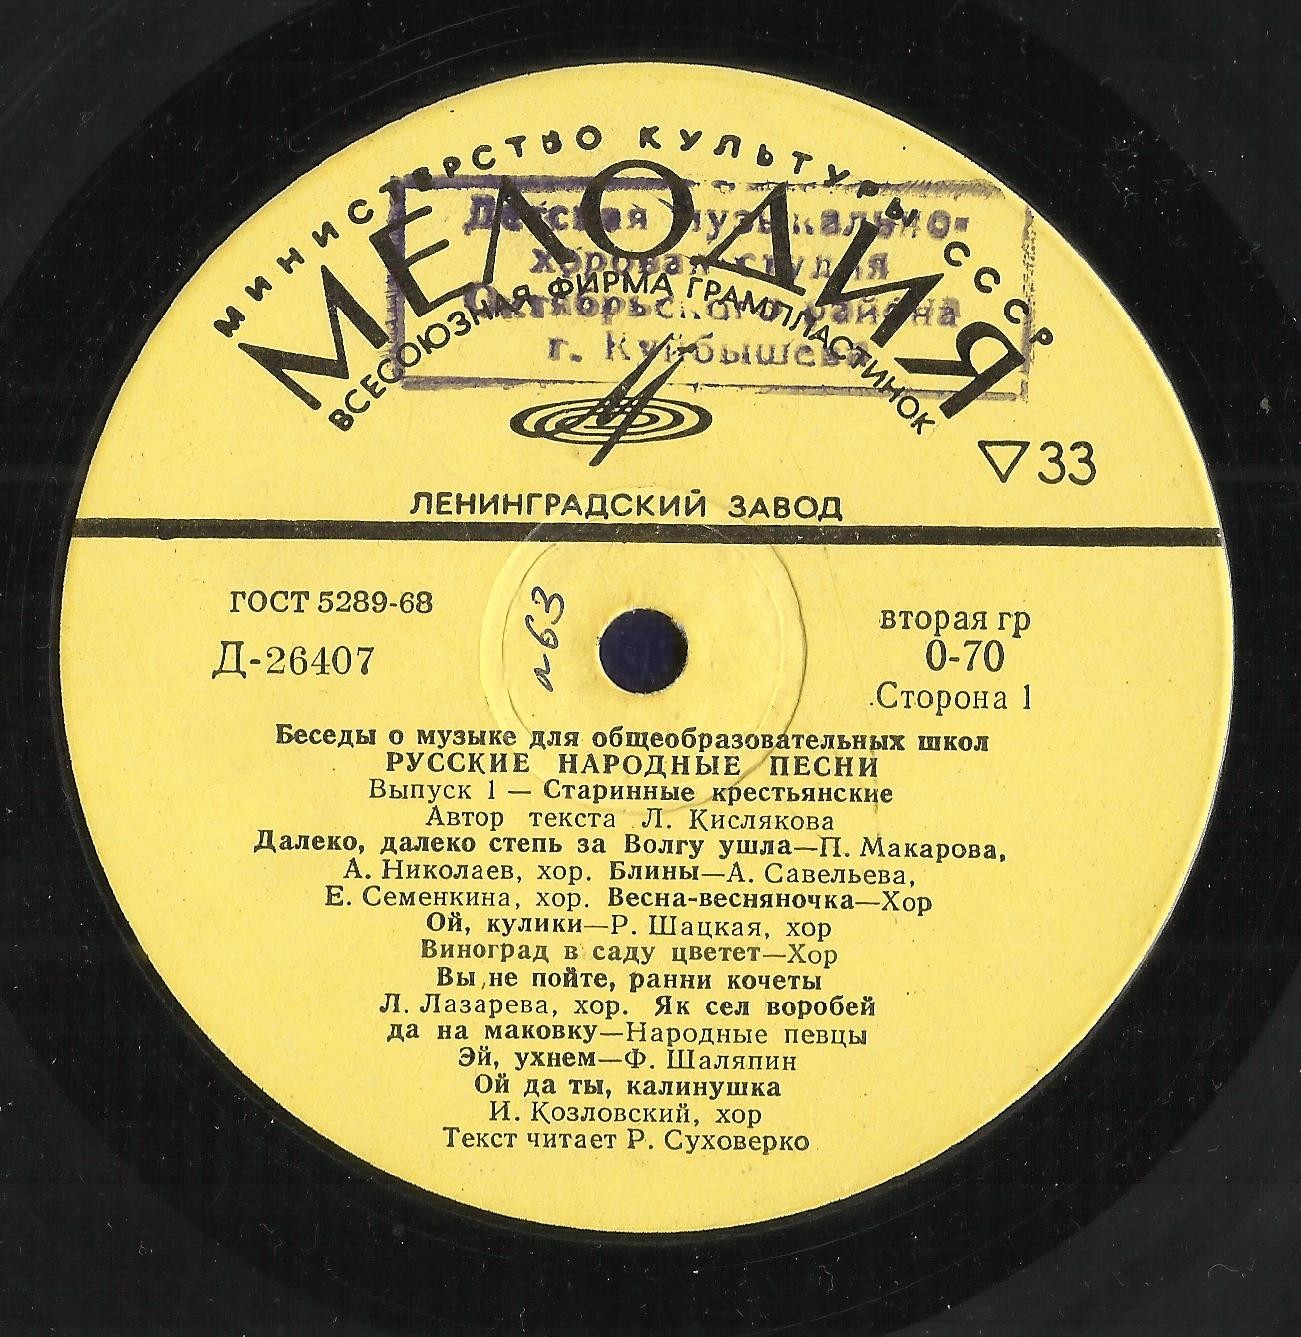 МИНИСТЕРСТВО КУЛЬТУРЫ СССР
МЕЛОДИЯ
ВСЕСОЮЗНАЯ ФИРМА ГРАМПЛАСТИНОК
Детская музыкально-
хоровая студия
Октябрьского района
г. Куйбышева
33
ЛЕНИНГРАДСКИЙ ЗАВОД
ГОСТ 5289-68
Д-26407
а63
вторая гр
0-70
Сторона 1
Беседы о музыке для общеобразовательных школ
РУССКИЕ НАРОДНЫЕ ПЕСНИ
Выпуск 1 — Старинные крестьянские
Автор текста Л. Кислякова
Далеко, далеко степь за Волгу ушла—П. Макарова,
А. Николаев, хор. Блины—А. Савельева,
Е. Семенкина, хор. Весна-весняночка—Хор
Ой, кулики—Р. Шацкая, хор
Виноград в саду цветет—Хор
Вы не пойте, ранни кочеты
Л. Лазарева, хор. Як сел воробей
да на маковку—Народные певцы
Эй, ухнем—Ф. Шаляпин
Ой да ты, калинушка
И. Козловский, хор
Текст читает Р. Суховерко